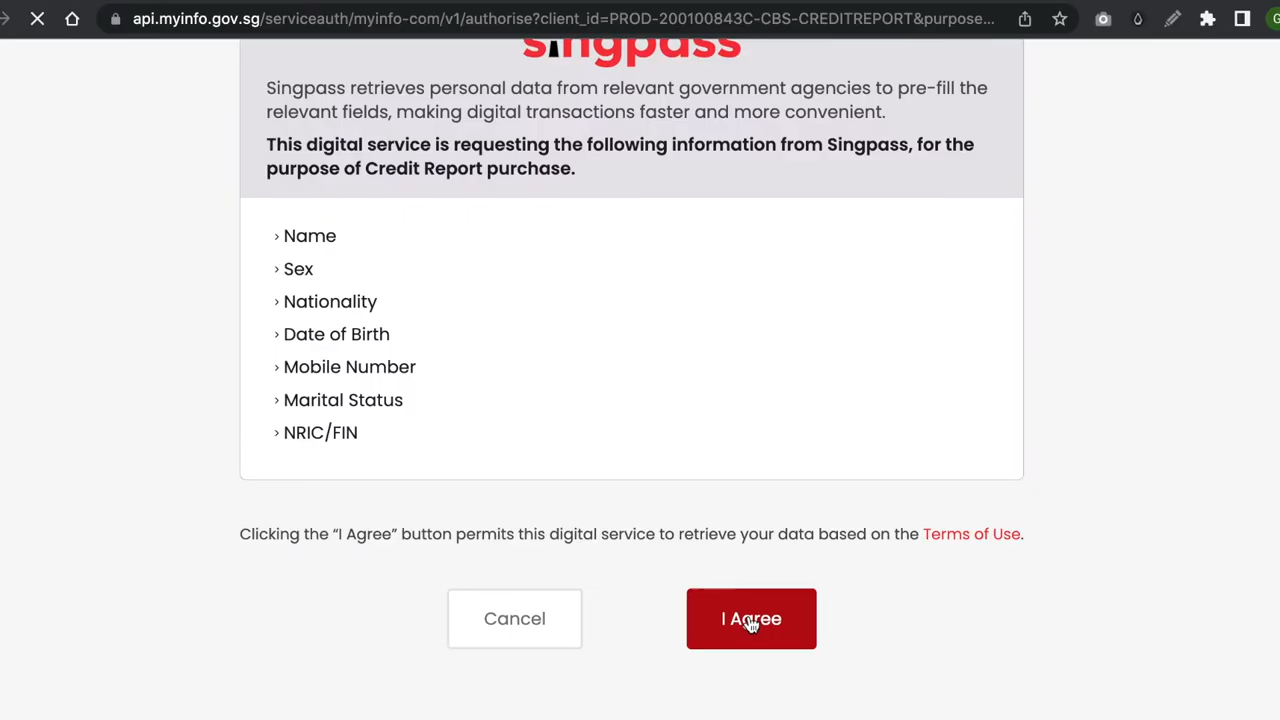 api.myinfo.gov.sg/serviceauth/myinfo-com/v1/authorise?client_id=PROD-200100843C-CBS-CREDITREPORT&purpose...
singpass
Singpass retrieves personal data from relevant government agencies to pre-fill the
relevant fields, making digital transactions faster and more convenient.
This digital service is requesting the following information from Singpass, for the
purpose of Credit Report purchase.
› Name
› Sex
› Nationality
› Date of Birth
› Mobile Number
› Marital Status
› NRIC/FIN
Clicking the “I Agree” button permits this digital service to retrieve your data based on the Terms of Use.
Cancel
I Agree